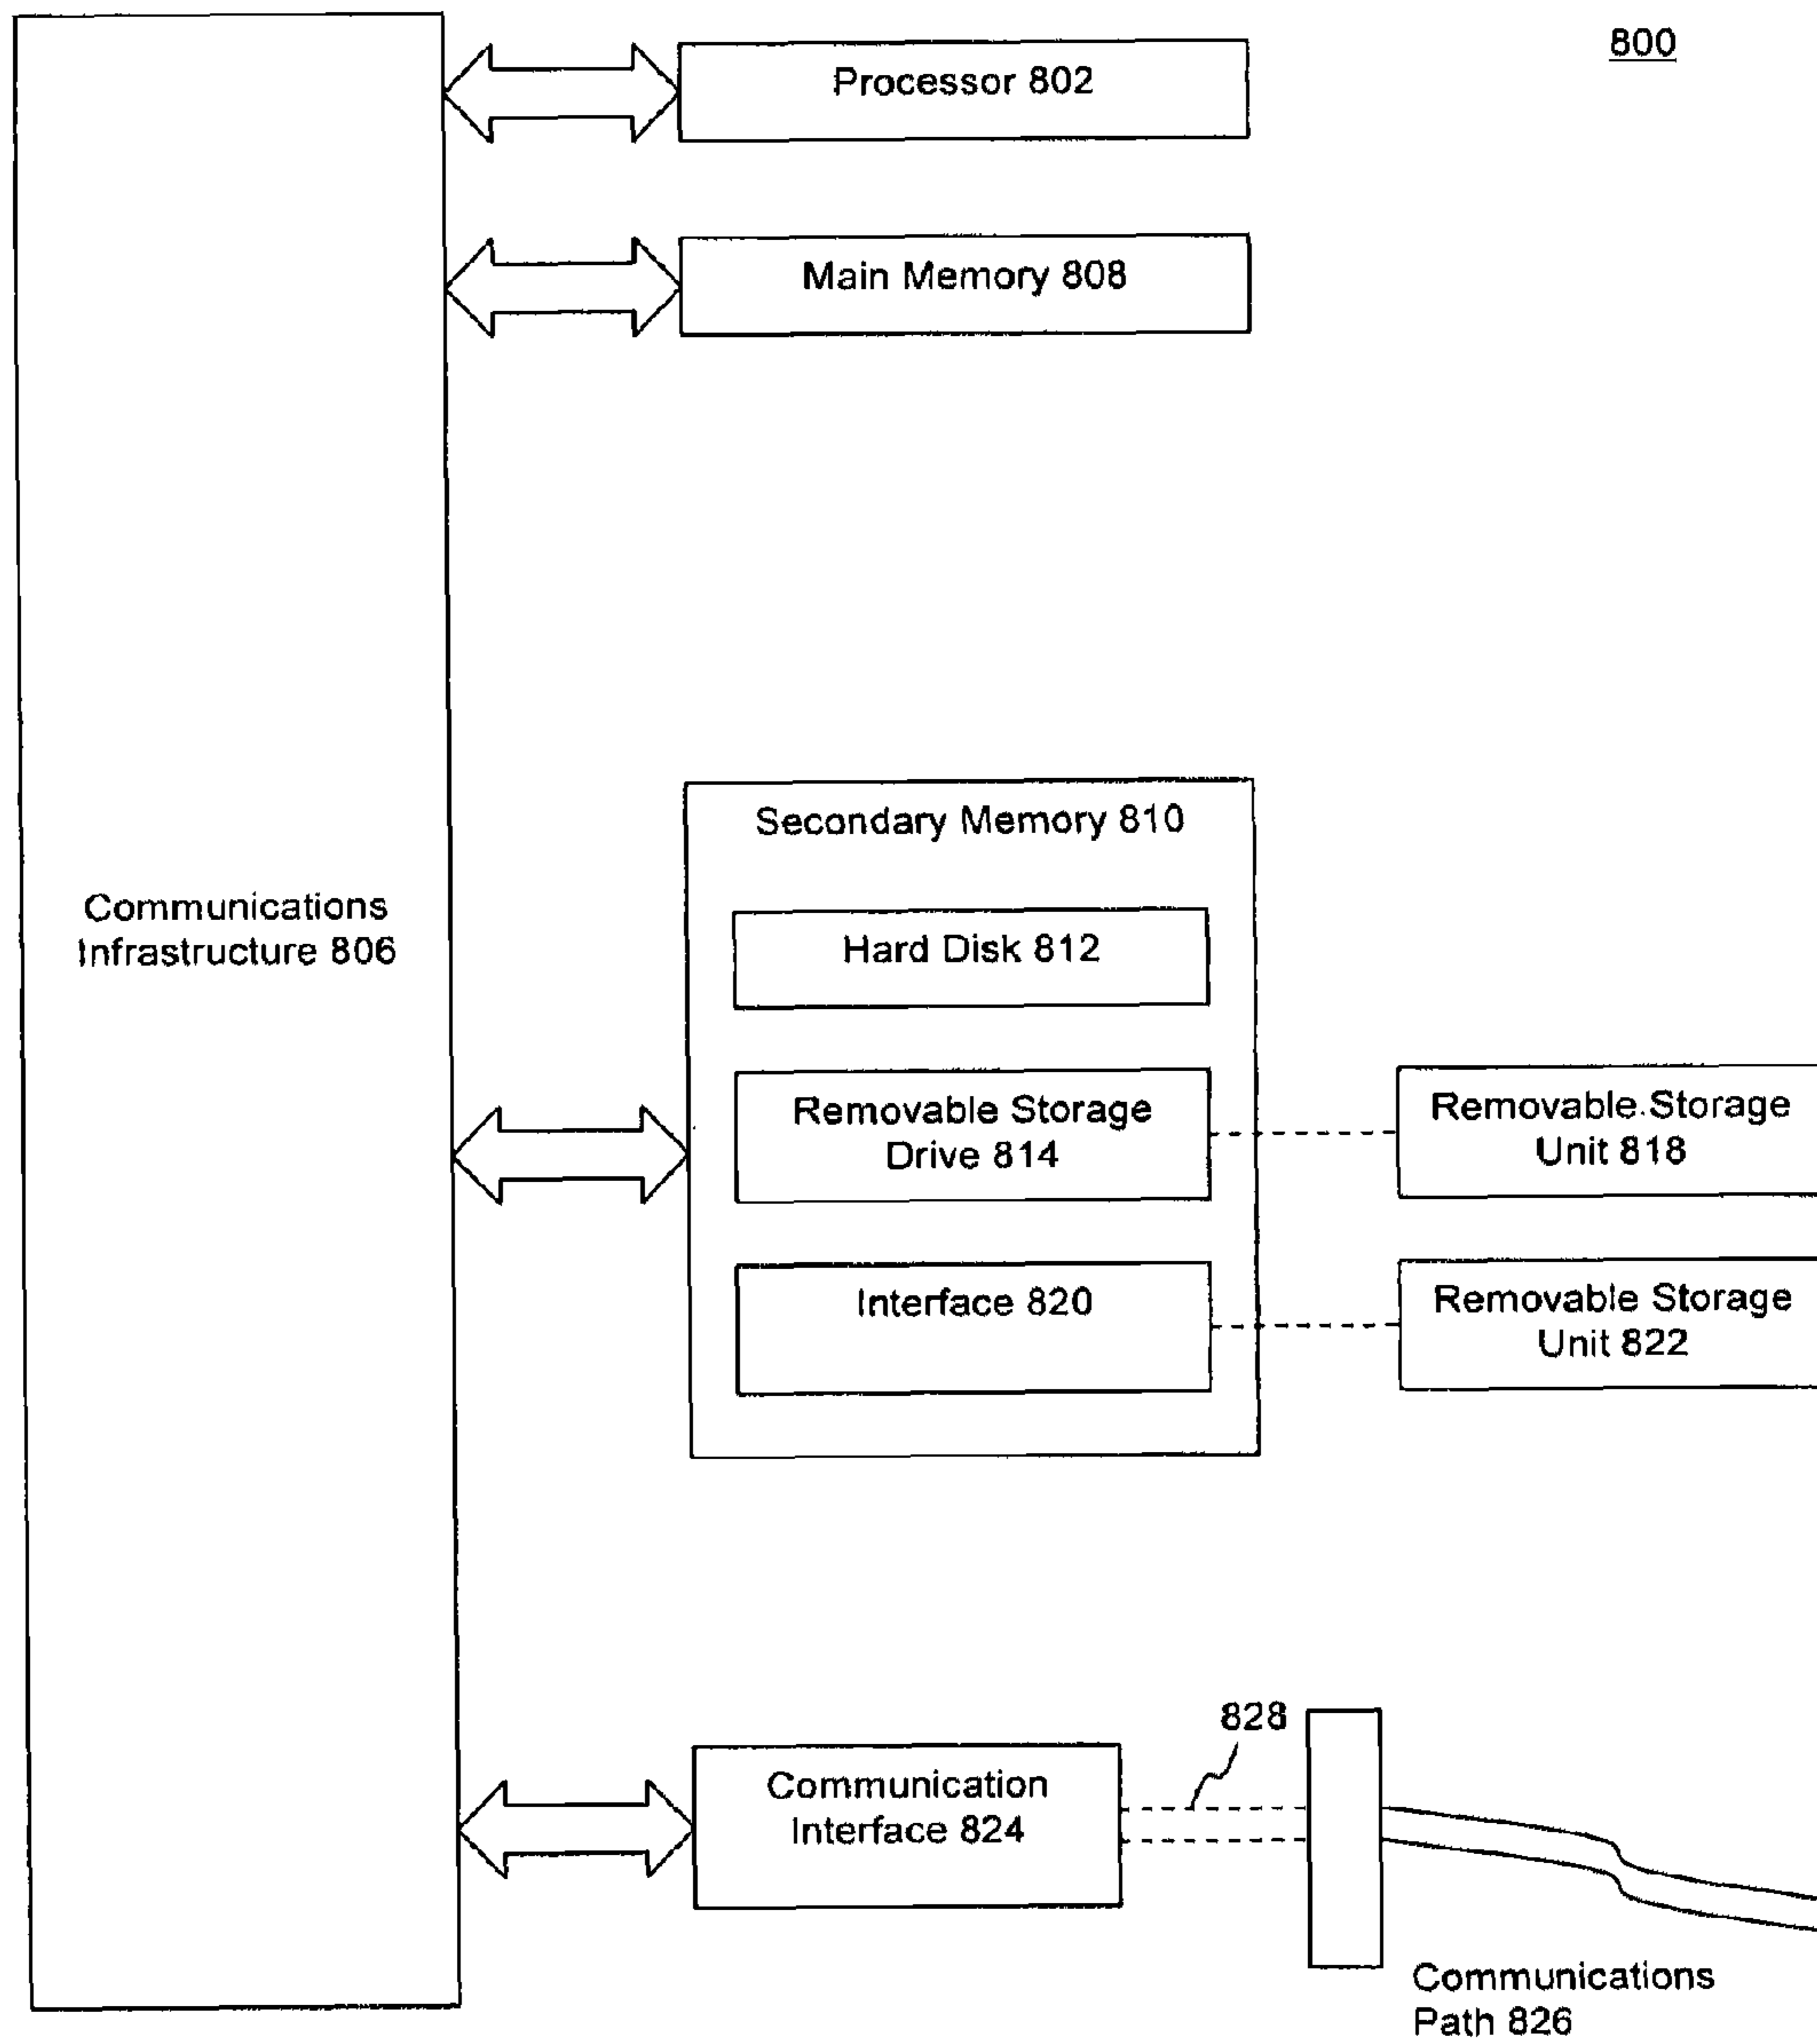 800
Processor 802
Main Memory 808
Communications
Infrastructure 806
Secondary Memory 810
Hard Disk 812
Removable Storage
Drive 814
Removable Storage
Unit 818
Interface 820
Removable Storage
Unit 822
828
Communication
Interface 824
Communications
Path 826